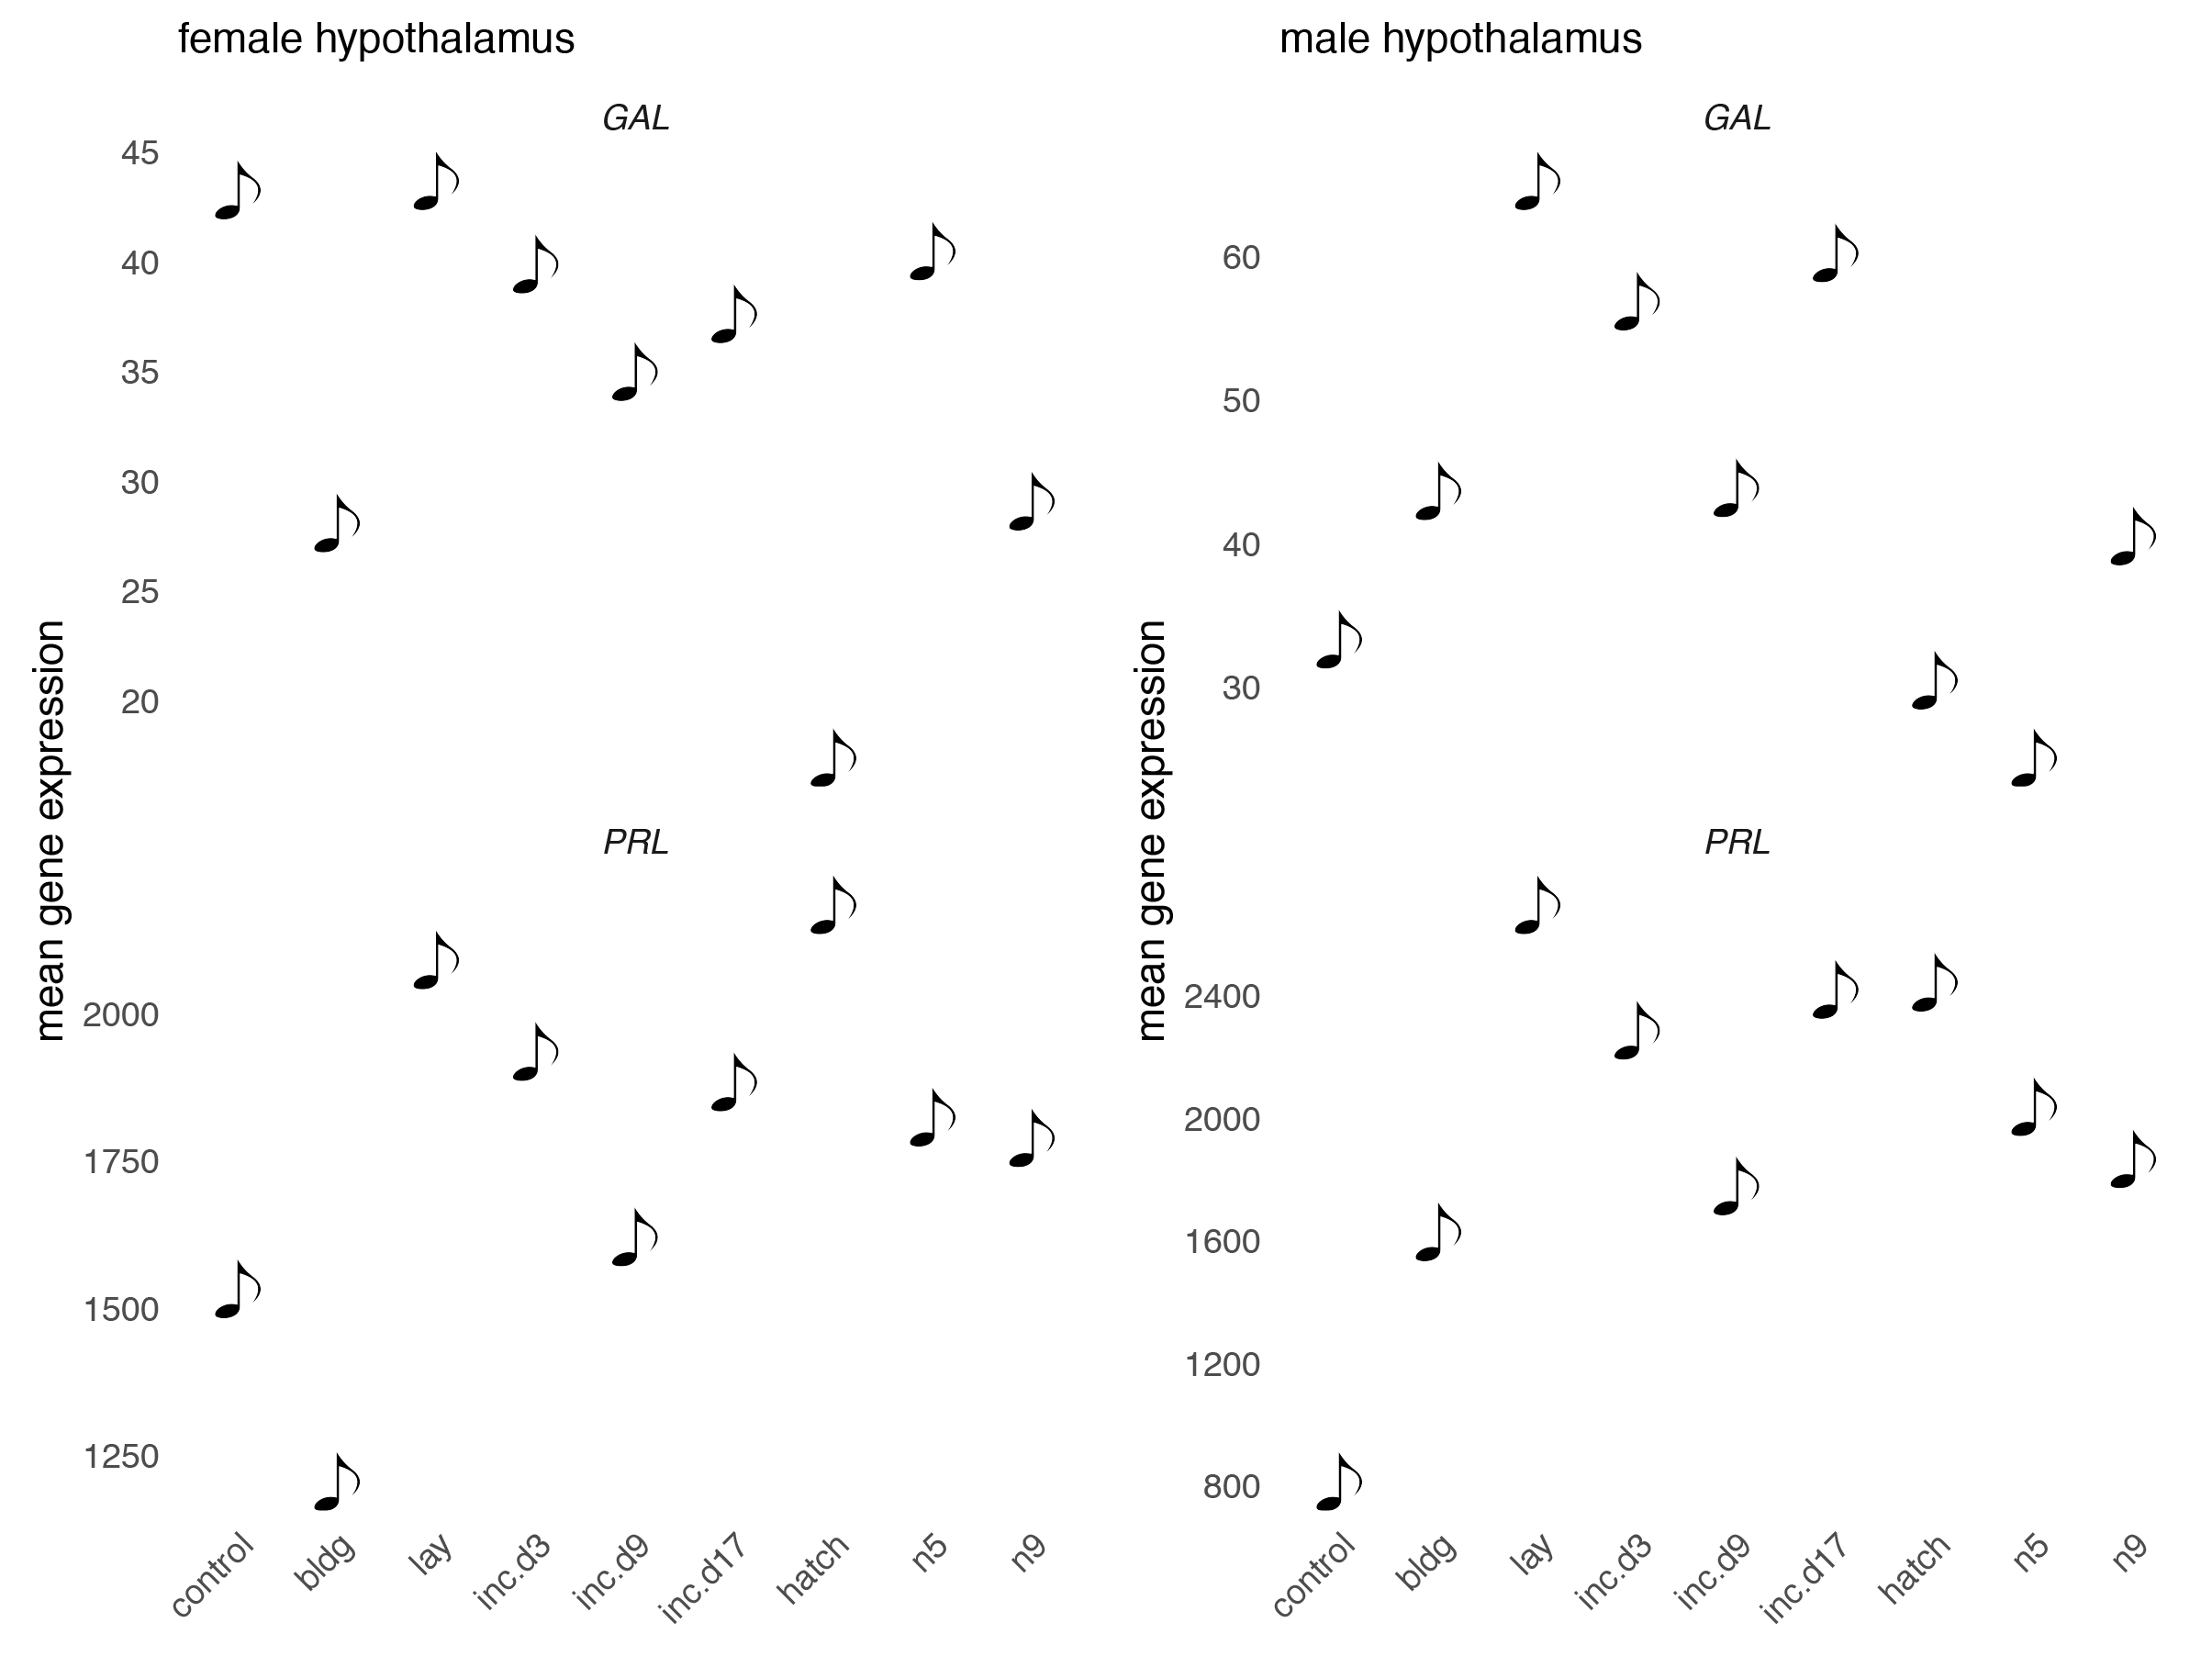 female hypothalamus
GAL
45
40
35
30
25
20
mean gene expression
PRL
2000
1750
1500
1250
control
bldg
lay
inc.d3
inc.d9
inc.d17
hatch
n5
n9
male hypothalamus
GAL
60
50
40
30
mean gene expression
PRL
2400
2000
1600
1200
800
control
bldg
lay
inc.d3
inc.d9
inc.d17
hatch
n5
n9